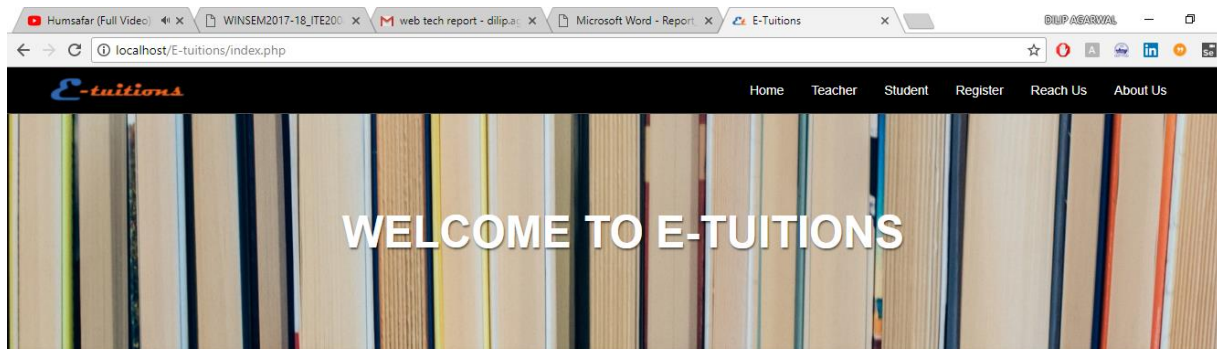 Humsafar (Full Video)
WINSEM2017-18_ITE200
web tech report - dilip.ag
Microsoft Word - Report
E-Tuitions
DILIP AGARWAL
localhost/E-tuitions/index.php
E-tuitions
Home Teacher Student Register Reach Us About Us
WELCOME TO E-TUITIONS